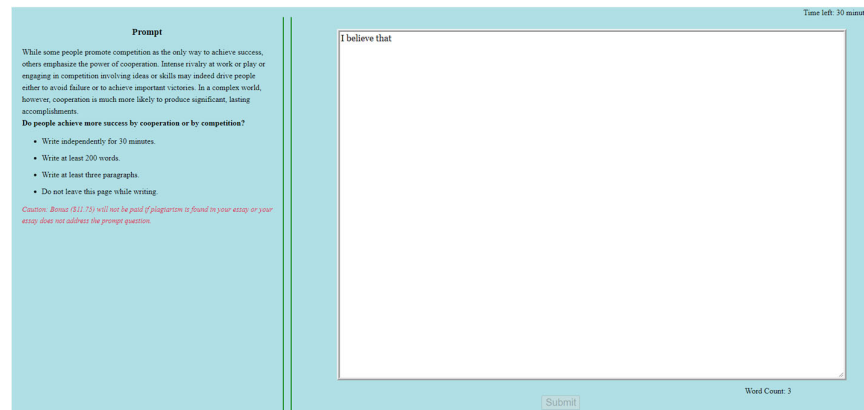 Time left: 30 minut
Prompt
While some people promote competition as the only way to achieve success,
others emphasize the power of cooperation. Intense rivalry at work or play or
engaging in competition involving ideas or skills may indeed drive people
either to avoid failure or to achieve important victories. In a complex world,
however, cooperation is much more likely to produce significant, lasting
accomplishments.
Do people achieve more success by cooperation or by competition?
• Write independently for 30 minutes.
• Write at least 200 words.
• Write at least three paragraphs.
• Do not leave this page while writing.
Caution: Bonus ($11.75) will not be paid if plagiarism is found in your essay or your
essay does not address the prompt question.
I believe that
Word Count: 3
Submit